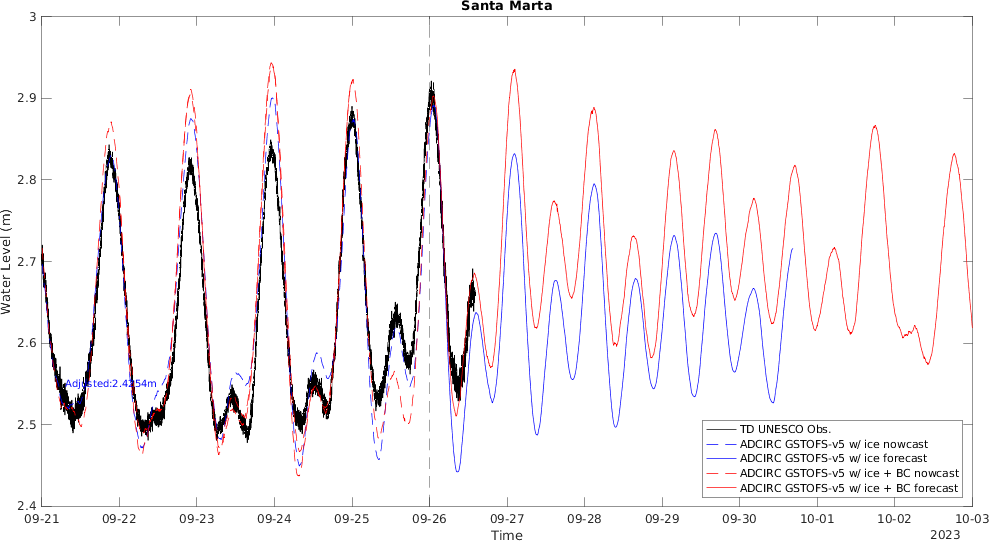 Santa Marta
3
2.9
2.8
2.7
2.6
2.5
2.4
Water Level (m)
Adjusted:2.4254m
TD UNESCO Obs.
ADCIRC GSTOFS-v5 w/ ice nowcast
ADCIRC GSTOFS-v5 w/ ice forecast
ADCIRC GSTOFS-v5 w/ ice + BC nowcast
ADCIRC GSTOFS-v5 w/ ice + BC forecast
09-21 09-22 09-23 09-24 09-25 09-26 09-27 09-28 09-29 09-30 10-01 10-02 10-03
Time
2023